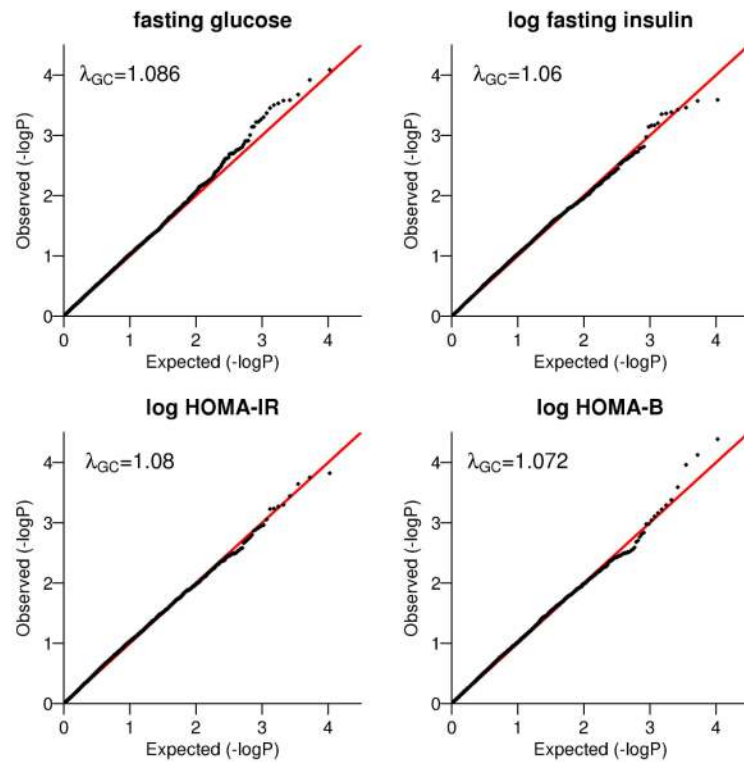 fasting glucose
λGC=1.086
4
3
2
1
0
Observed (-logP)
0 1 2 3 4
Expected (-logP)
log fasting insulin
λGC=1.06
4
3
2
1
0
Observed (-logP)
0 1 2 3 4
Expected (-logP)
log HOMA-IR
λGC=1.08
4
3
2
1
0
Observed (-logP)
0 1 2 3 4
Expected (-logP)
log HOMA-B
λGC=1.072
4
3
2
1
0
Observed (-logP)
0 1 2 3 4
Expected (-logP)